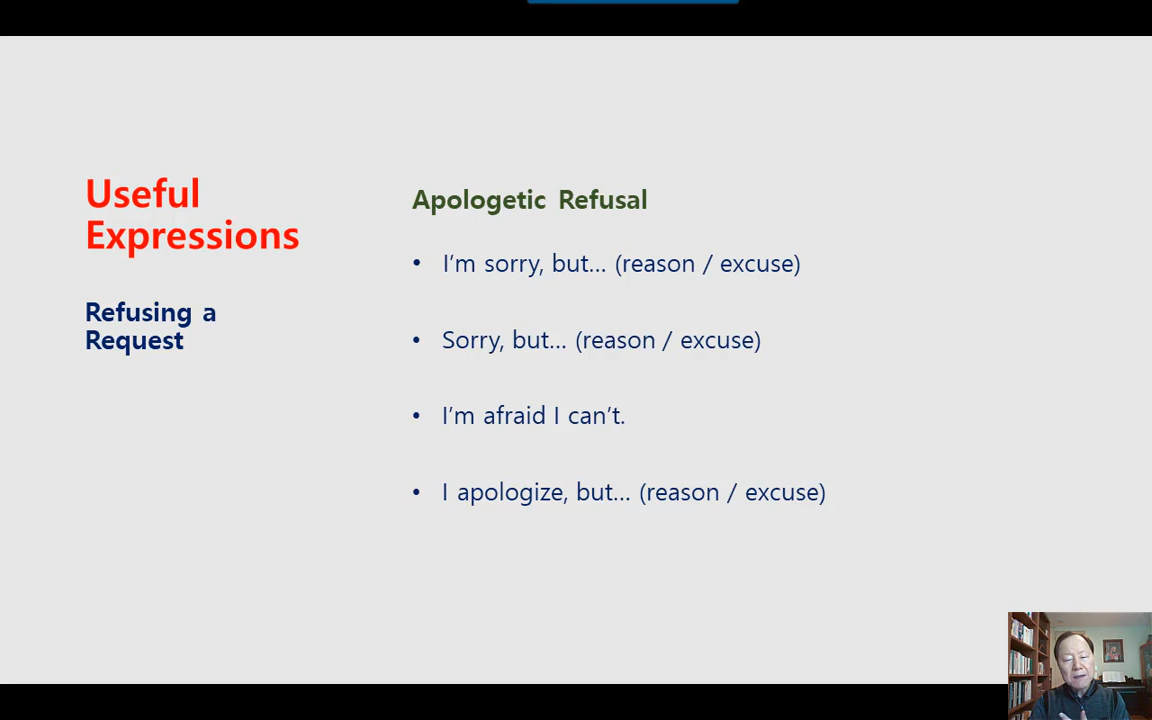 Useful
Expressions
Refusing a
Request
Apologetic Refusal
• I’m sorry, but… (reason / excuse)
• Sorry, but… (reason / excuse)
• I’m afraid I can’t.
• I apologize, but… (reason / excuse)